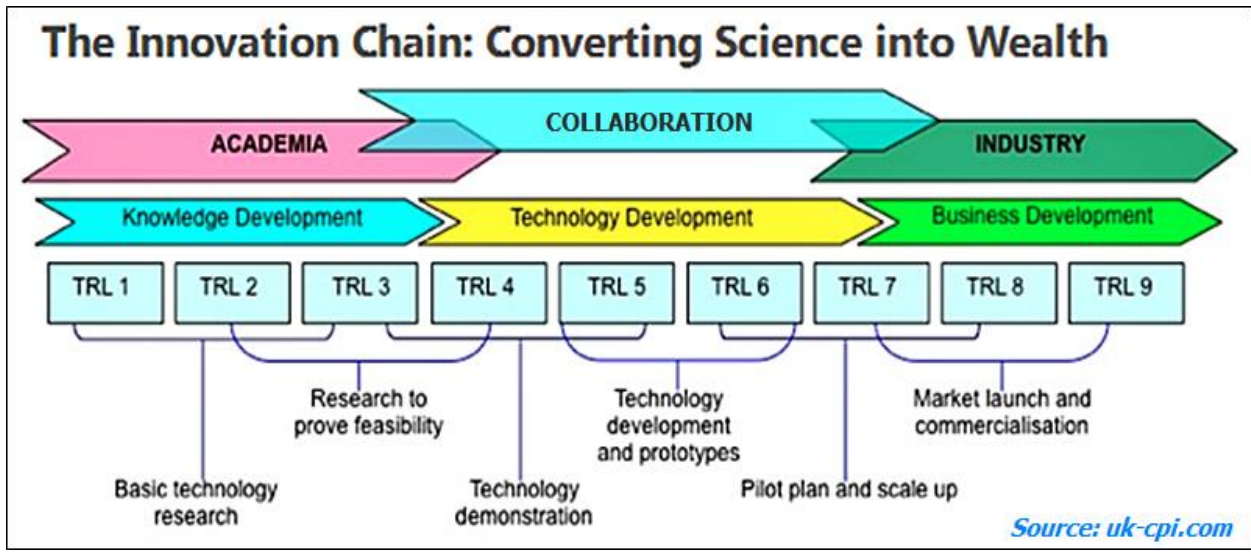 The Innovation Chain: Converting Science into Wealth
ACADEMIA
COLLABORATION
INDUSTRY
Knowledge Development
Technology Development
Business Development
TRL 1
TRL 2
TRL 3
TRL 4
TRL 5
TRL 6
TRL 7
TRL 8
TRL 9
Research to
prove feasibility
Technology
development
and prototypes
Market launch and
commercialisation
Basic technology
research
Technology
demonstration
Pilot plan and scale up
Source: uk-cpi.com